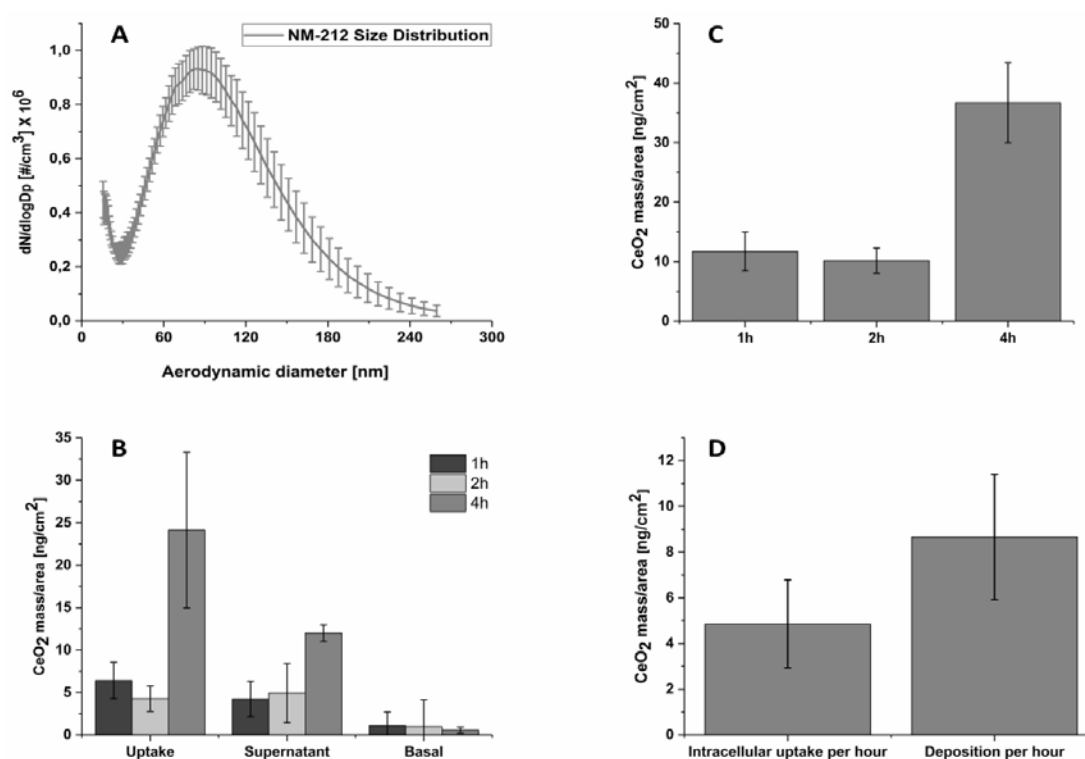 A
NM-212 Size Distribution
dN/dlogDp [#/cm³] X 10⁶
1,0
0,8
0,6
0,4
0,2
0,0
0
60
120
180
240
300
Aerodynamic diameter [nm]
C
CeO₂ mass/area [ng/cm²]
50
40
30
20
10
0
1h
2h
4h
B
1h
2h
4h
CeO₂ mass/area [ng/cm²]
35
30
25
20
15
10
5
0
Uptake
Supernatant
Basal
D
CeO₂ mass/area [ng/cm²]
12
10
8
6
4
2
0
Intracellular uptake per hour
Deposition per hour